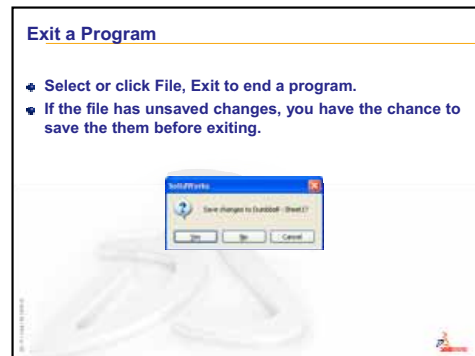 Exit a Program
Select or click File, Exit to end a program.
If the file has unsaved changes, you have the chance to
save the them before exiting.
SolidWorks
Save changes to Dumbbell - Sheet1?
Yes No Cancel